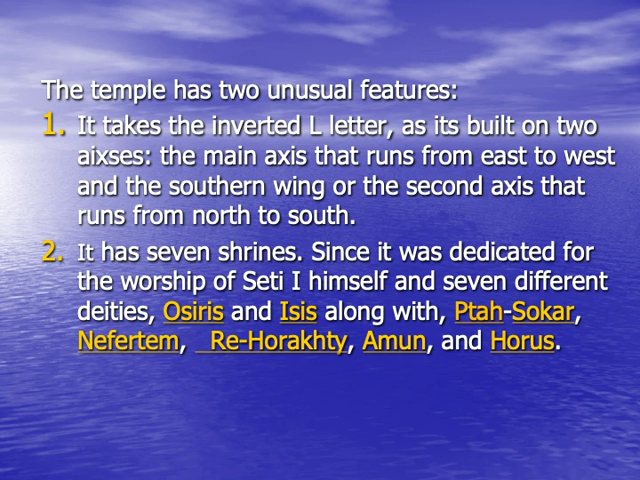 The temple has two unusual features:
1. It takes the inverted L letter, as its built on two
aixses: the main axis that runs from east to west
and the southern wing or the second axis that
runs from north to south.
2. It has seven shrines. Since it was dedicated for
the worship of Seti I himself and seven different
deities, Osiris and Isis along with, Ptah-Sokar,
Nefertem,   Re-Horakhty, Amun, and Horus.